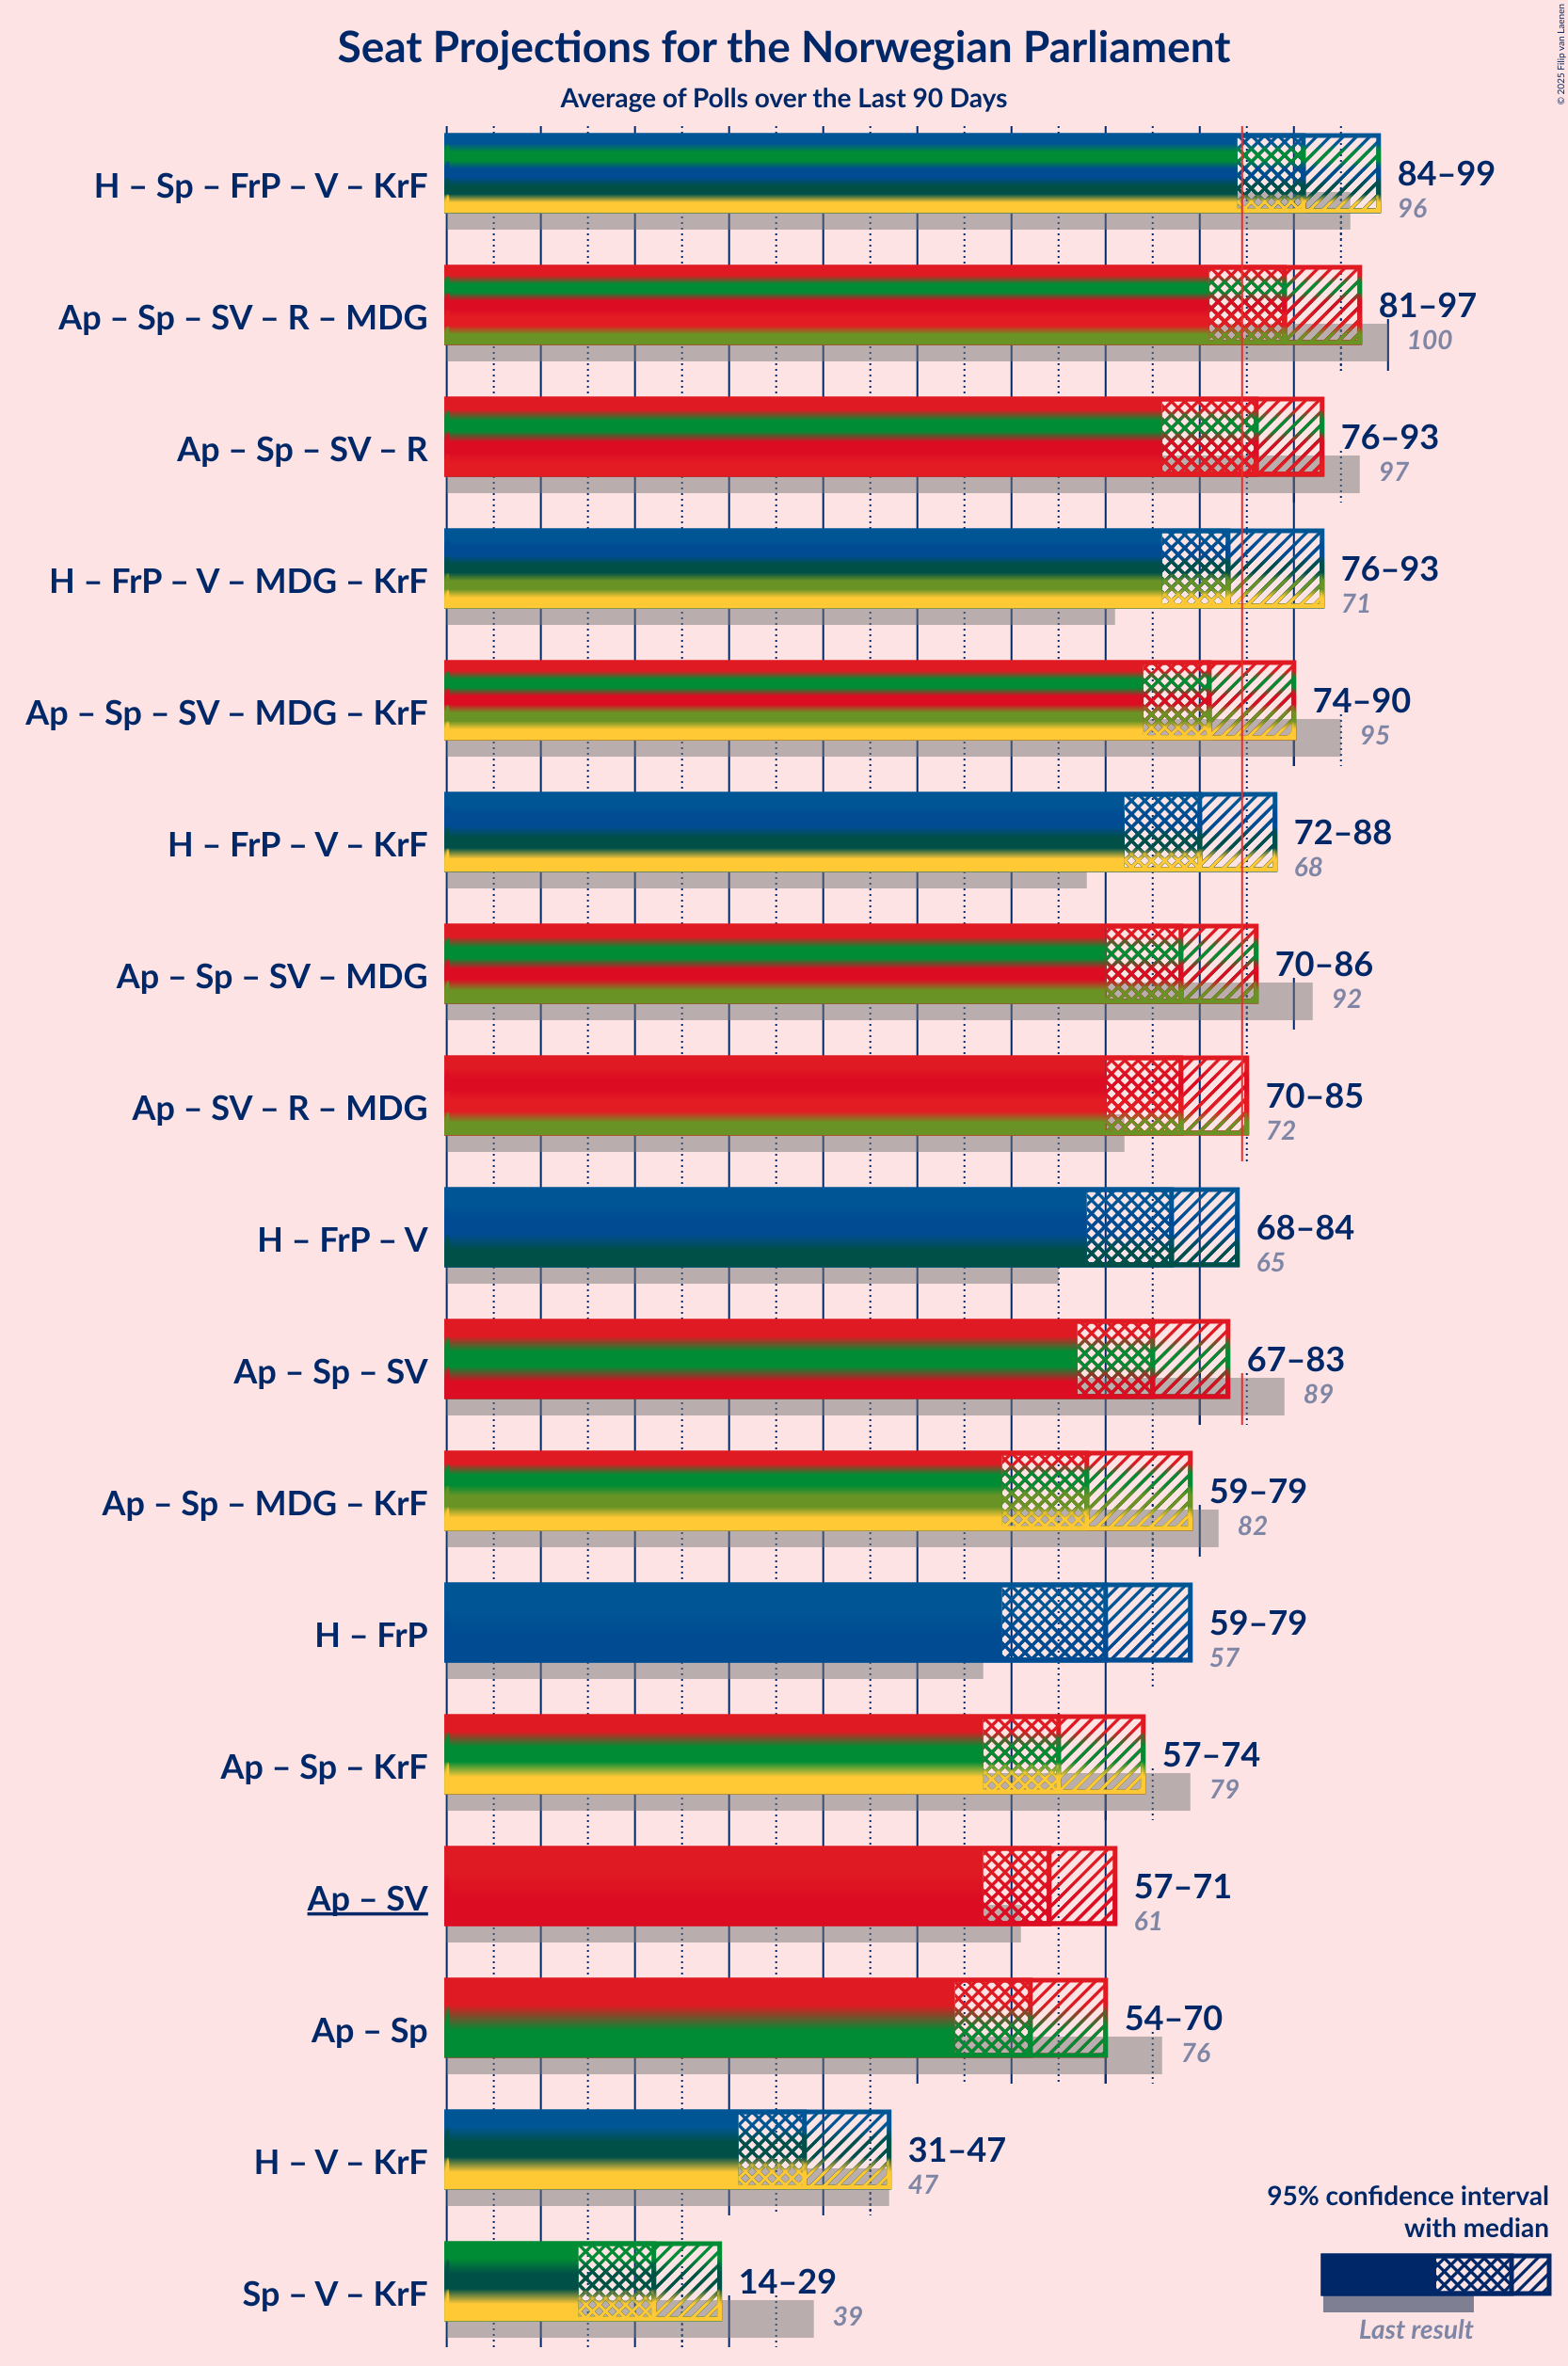 Seat Projections for the Norwegian Parliament
Average of Polls over the Last 90 Days
© 2025 Filip van Laenen
H – Sp – FrP – V – KrF
84–99
96
Ap – Sp – SV – R – MDG
81–97
100
Ap – Sp – SV – R
76–93
97
H – FrP – V – MDG – KrF
76–93
71
Ap – Sp – SV – MDG – KrF
74–90
95
H – FrP – V – KrF
72–88
68
Ap – Sp – SV – MDG
70–86
92
Ap – SV – R – MDG
70–85
72
H – FrP – V
68–84
65
Ap – Sp – SV
67–83
89
Ap – Sp – MDG – KrF
59–79
82
H – FrP
59–79
57
Ap – Sp – KrF
57–74
79
Ap – SV
57–71
61
Ap – Sp
54–70
76
H – V – KrF
31–47
47
Sp – V – KrF
14–29
39
95% confidence interval
with median
Last result